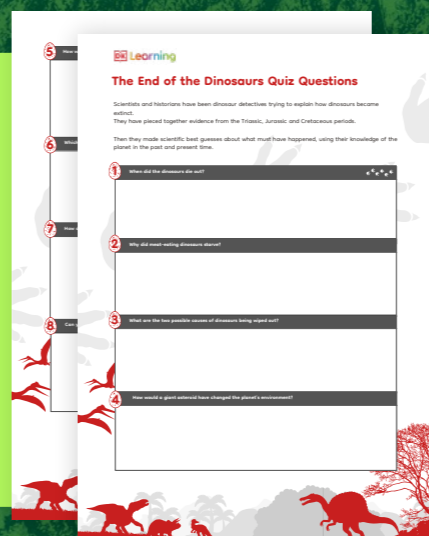 DK Learning
The End of the Dinosaurs Quiz Questions
Scientists and historians have been dinosaur detectives trying to explain how dinosaurs became
extinct.
They have pieced together evidence from the Triassic, Jurassic and Cretaceous periods.
Then they made scientific best guesses about what must have happened, using their knowledge of the
planet in the past and present time.
1 When did the dinosaurs die out?
2 Why did meat-eating dinosaurs starve?
3 What are the two possible causes of dinosaurs being wiped out?
4 How would a giant asteroid have changed the planet's environment?
5
6
7
8 Can